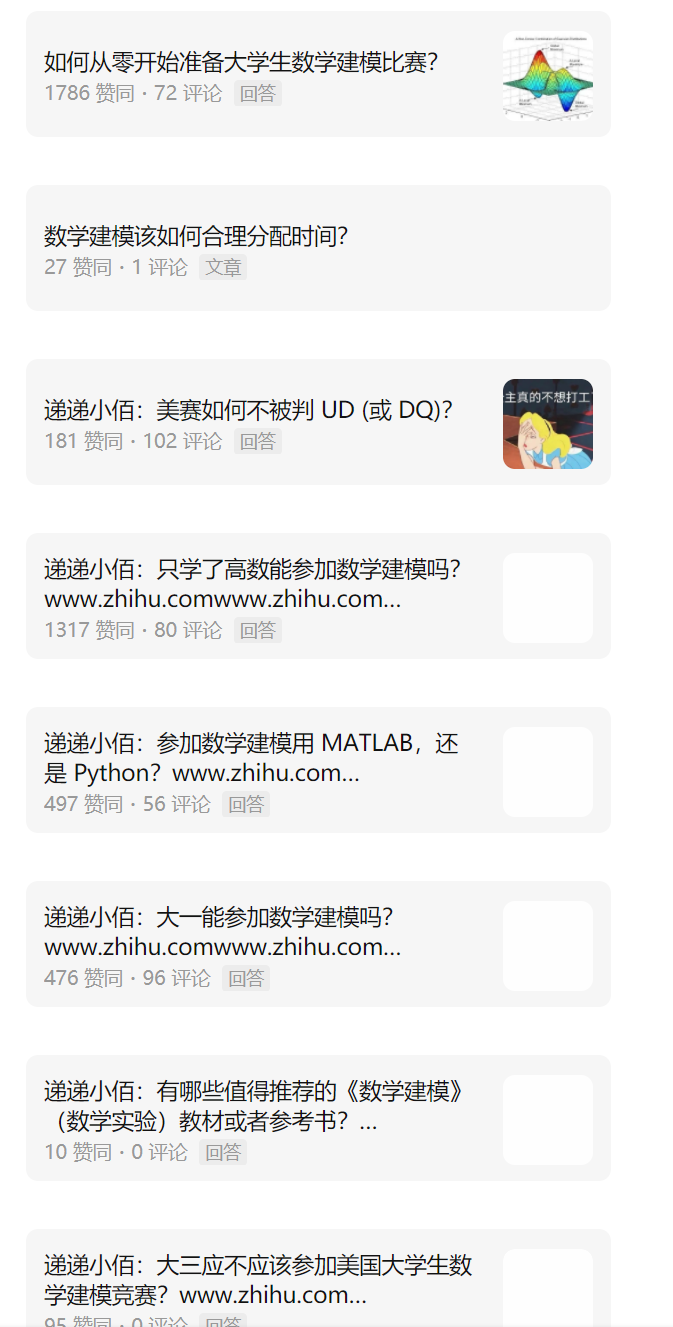 如何从零开始准备大学生数学建模比赛？
1786 赞同 · 72 评论 回答
数学建模该如何合理分配时间？
27 赞同 · 1 评论 文章
递递小佰：美赛如何不被判 UD (或 DQ)？
181 赞同 · 102 评论 回答
主真的不想打工
递递小佰：只学了高数能参加数学建模吗？
www.zhihu.comwww.zhihu.com...
1317 赞同 · 80 评论 回答
递递小佰：参加数学建模用 MATLAB，还
是 Python？www.zhihu.com...
497 赞同 · 56 评论 回答
递递小佰：大一能参加数学建模吗？
www.zhihu.comwww.zhihu.com...
476 赞同 · 96 评论 回答
递递小佰：有哪些值得推荐的《数学建模》
（数学实验）教材或者参考书？...
10 赞同 · 0 评论 回答
递递小佰：大三应不应该参加美国大学生数
学建模竞赛？www.zhihu.com...
95 赞同 · 0 评论 回答